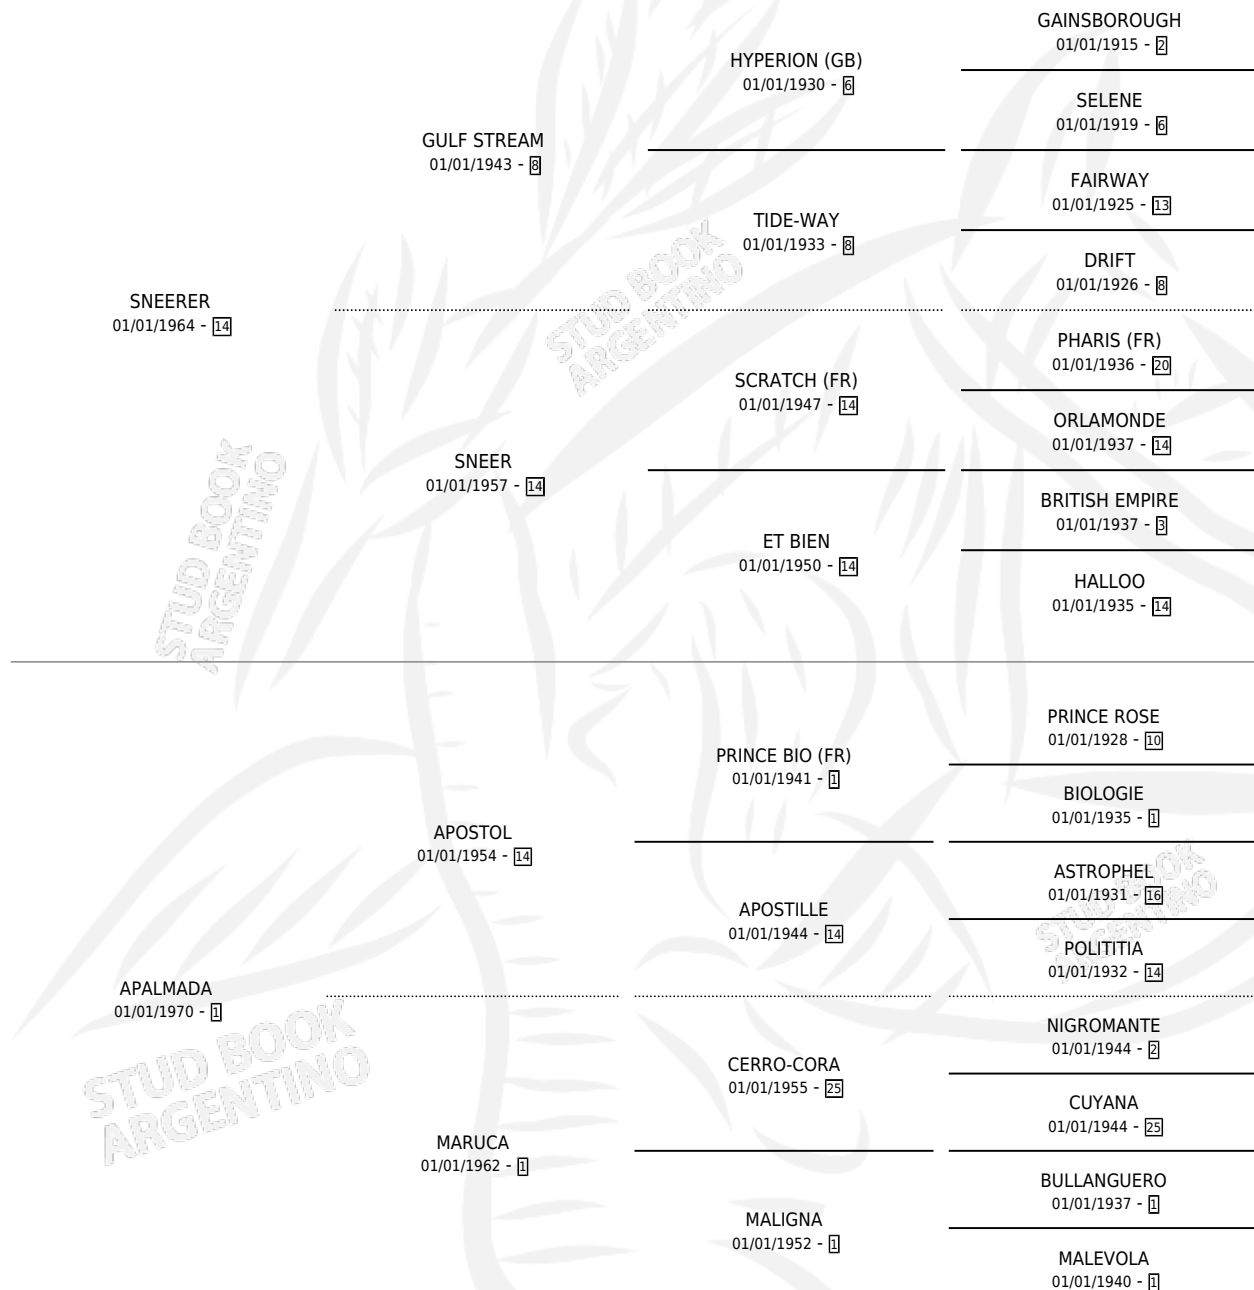 GAINSBOROUGH
01/01/1915 - 2
HYPERION (GB)
01/01/1930 - 6
SELENE
01/01/1919 - 6
GULF STREAM
01/01/1943 - 8
FAIRWAY
01/01/1925 - 13
TIDE-WAY
01/01/1933 - 8
DRIFT
01/01/1926 - 8
SNEERER
01/01/1964 - 14
STUD BOOK
ARGENTINO
PHARIS (FR)
01/01/1936 - 20
SCRATCH (FR)
01/01/1947 - 14
ORLAMONDE
01/01/1937 - 14
SNEER
01/01/1957 - 14
BRITISH EMPIRE
01/01/1937 - 3
ET BIEN
01/01/1950 - 14
HALLOO
01/01/1935 - 14
STUD BOOK
ARGENTINO
PRINCE ROSE
01/01/1928 - 10
PRINCE BIO (FR)
01/01/1941 - 1
BIOLOGIE
01/01/1935 - 1
APOSTOL
01/01/1954 - 14
ASTROPHEL
01/01/1931 - 16
APOSTILLE
01/01/1944 - 14
STUD BOOK
ARGENTINO
POLITITIA
01/01/1932 - 14
APALMADA
01/01/1970 - 1
NIGROMANTE
01/01/1944 - 2
CERRO-CORA
01/01/1955 - 25
STUD BOOK
ARGENTINO
CUYANA
01/01/1944 - 25
MARUCA
01/01/1962 - 1
BULLANGUERO
01/01/1937 - 1
MALIGNA
01/01/1952 - 1
MALEVOLA
01/01/1940 - 1